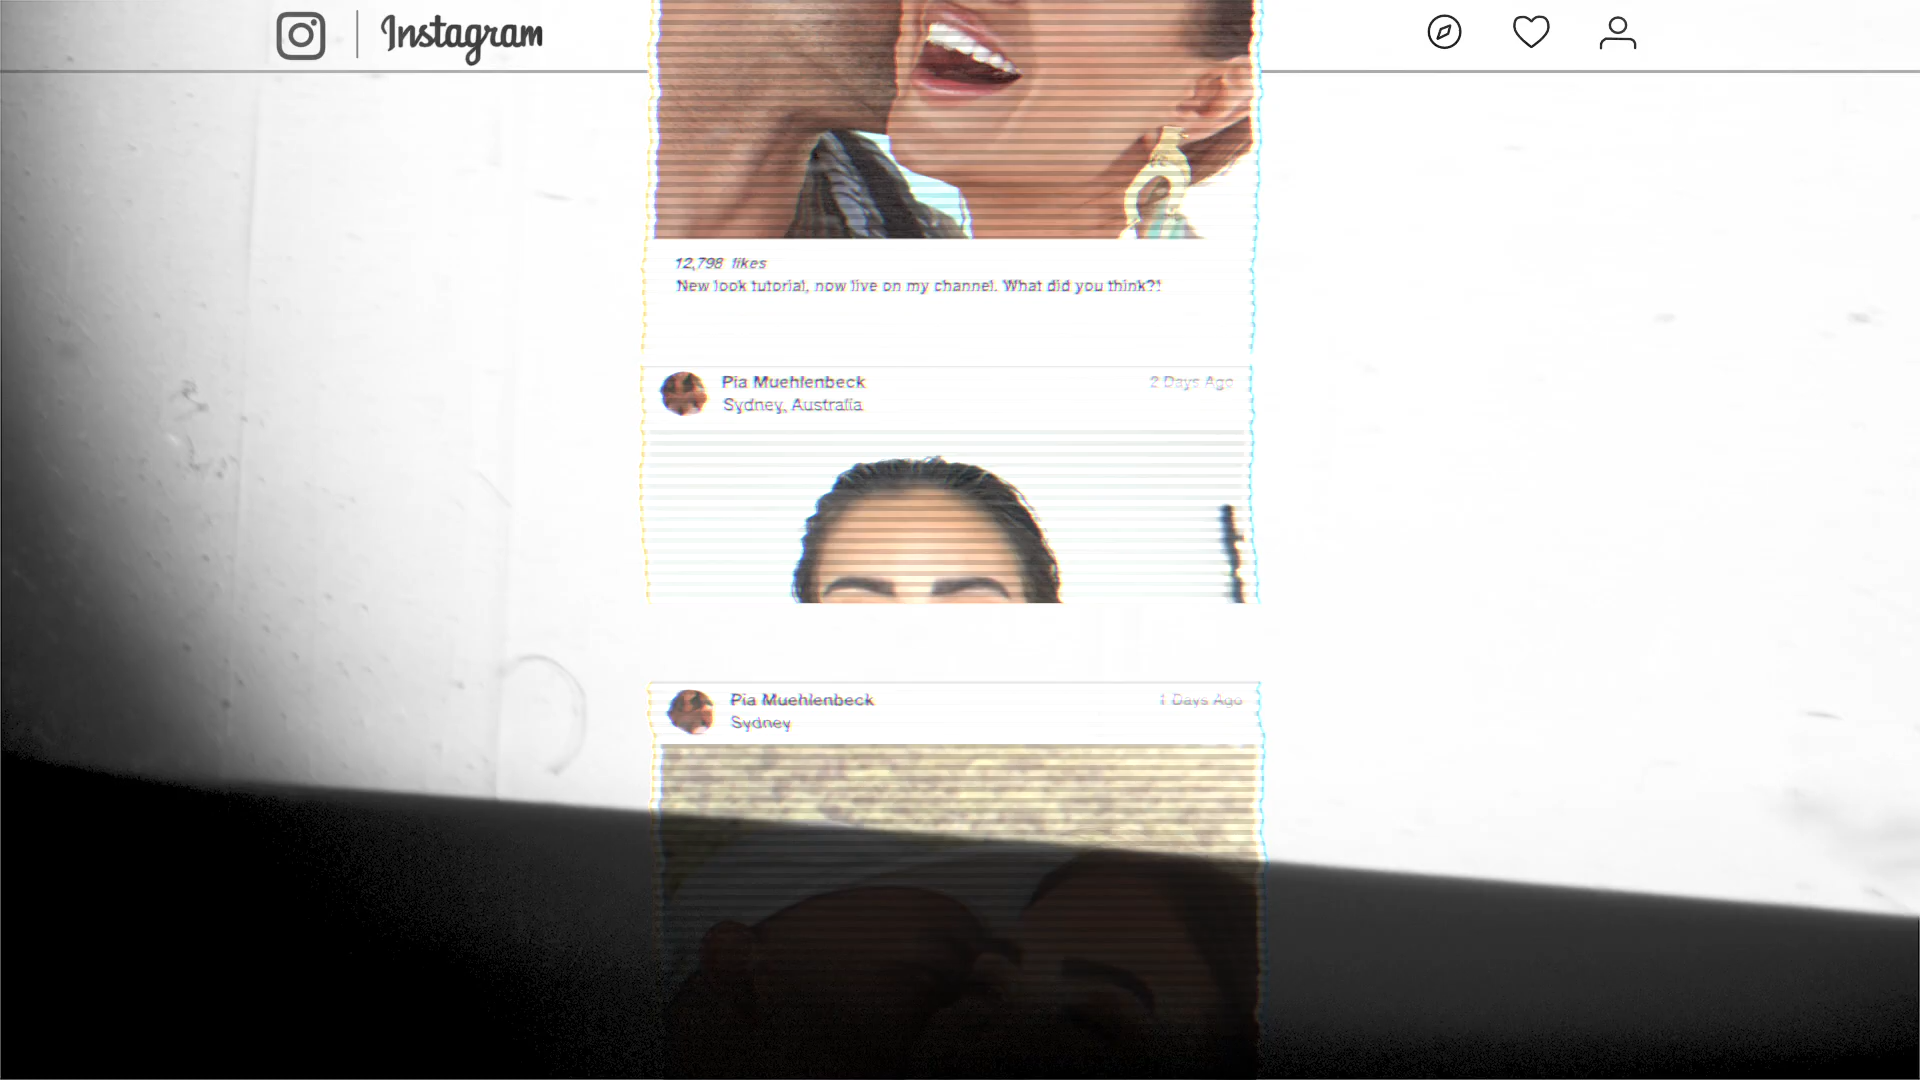 Instagram
12,798 likes
New look tutorial, now live on my channel. What did you think?!
Pia Muehlenbeck
2 Days Ago
Sydney, Australia
Pia Muehlenbeck
1 Days Ago
Sydney